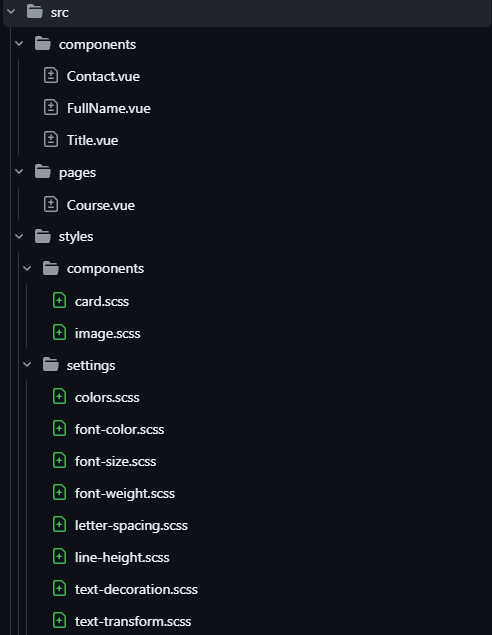 src
components
Contact.vue
FullName.vue
Title.vue
pages
Course.vue
styles
components
card.scss
image.scss
settings
colors.scss
font-color.scss
font-size.scss
font-weight.scss
letter-spacing.scss
line-height.scss
text-decoration.scss
text-transform.scss